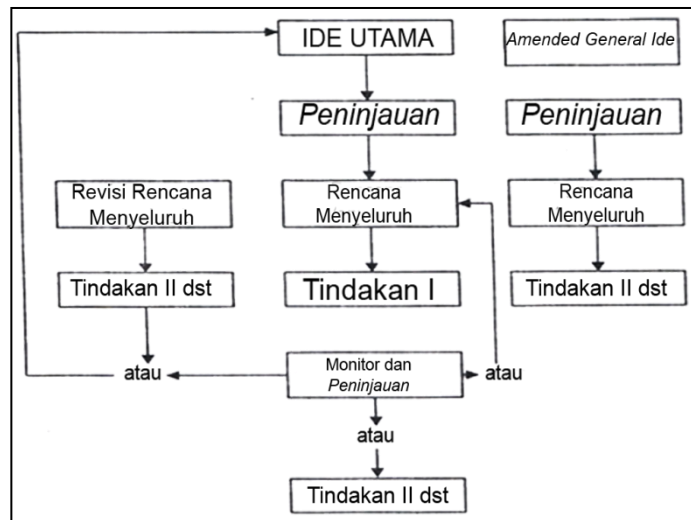 IDE UTAMA
Amended General Ide
Peninjauan
Peninjauan
Revisi Rencana
Menyeluruh
Rencana
Menyeluruh
Rencana
Menyeluruh
Tindakan II dst
Tindakan I
Tindakan II dst
atau
Monitor dan
Peninjauan
atau
atau
Tindakan II dst